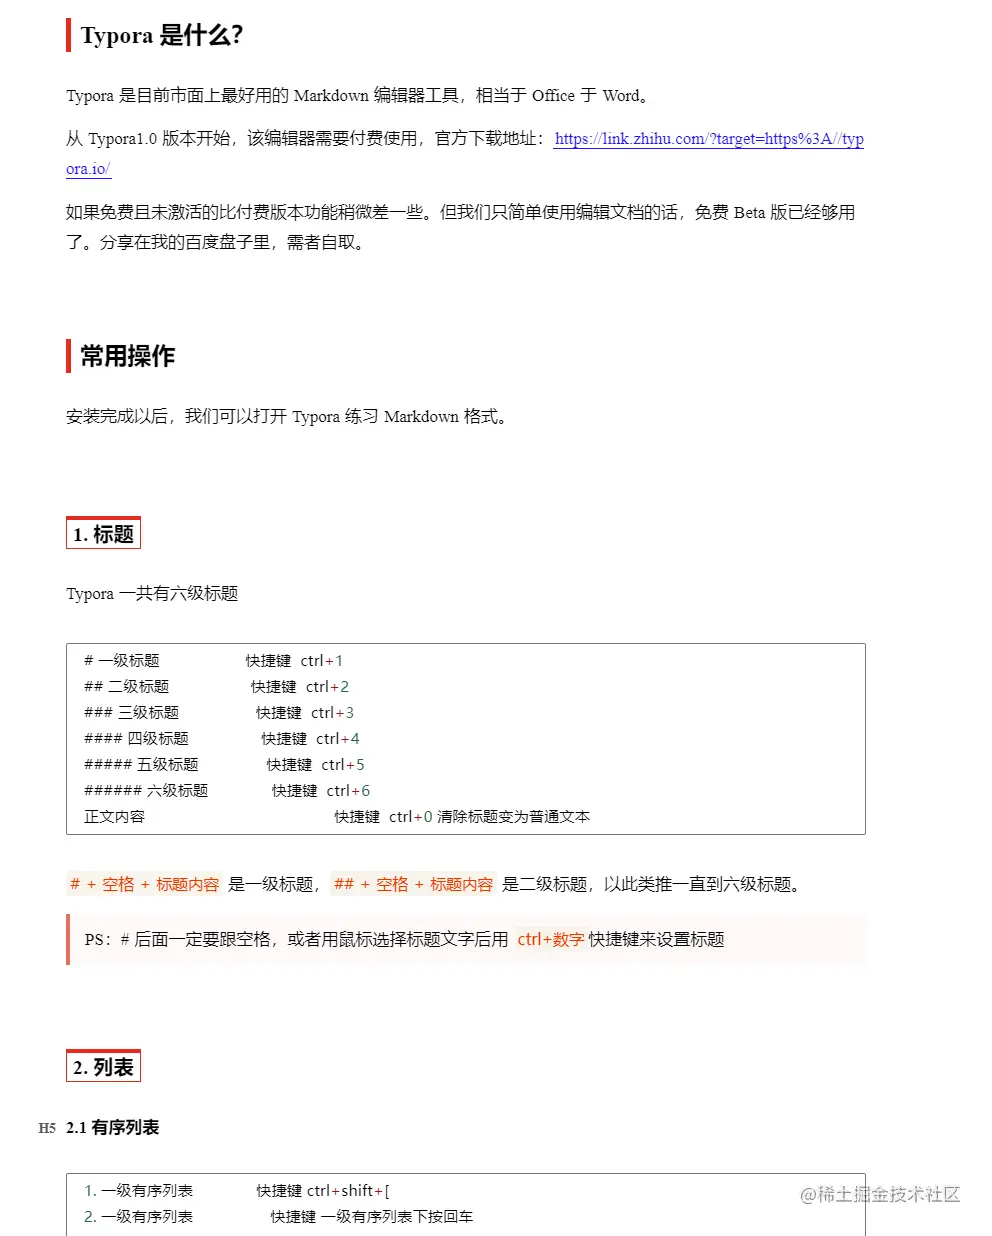 Typora 是什么？
Typora 是目前市面上最好用的 Markdown 编辑器工具，相当于 Office 于 Word。
从 Typora1.0 版本开始，该编辑器需要付费使用，官方下载地址：https://link.zhihu.com/?target=https%3A//typ
ora.io/
如果免费且未激活的比付费版本功能稍微差一些。但我们只简单使用编辑文档的话，免费 Beta 版已经够用
了。分享在我的百度盘子里，需者自取。
常用操作
安装完成以后，我们可以打开 Typora 练习 Markdown 格式。
1. 标题
Typora 一共有六级标题
# 一级标题 快捷键 ctrl+1
## 二级标题 快捷键 ctrl+2
### 三级标题 快捷键 ctrl+3
#### 四级标题 快捷键 ctrl+4
##### 五级标题 快捷键 ctrl+5
###### 六级标题 快捷键 ctrl+6
正文内容 快捷键 ctrl+0 清除标题变为普通文本
# + 空格 + 标题内容 是一级标题，## + 空格 + 标题内容 是二级标题，以此类推一直到六级标题。
PS：# 后面一定要跟空格，或者用鼠标选择标题文字后用 ctrl+数字 快捷键来设置标题
2. 列表
H5 2.1 有序列表
1. 一级有序列表 快捷键 ctrl+shift+[
2. 一级有序列表 快捷键 一级有序列表下按回车
@稀土掘金技术社区